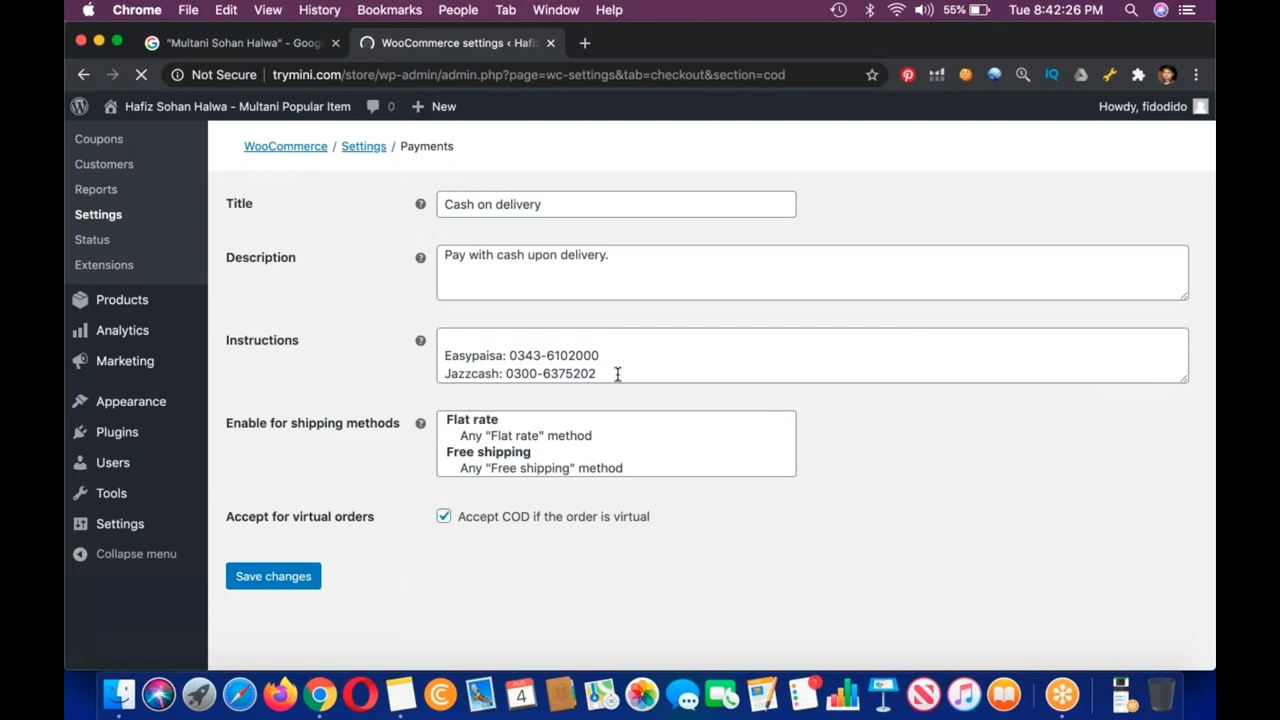 Chrome File Edit View History Bookmarks People Tab Window Help 55% Tue 8:42:26 PM
"Multani Sohan Halwa" - Goog WooCommerce settings ‹ Hafiz
Not Secure trymini.com/store/wp-admin/admin.php?page=wc-settings&tab=checkout&section=cod
Hafiz Sohan Halwa - Multani Popular Item 0 New Howdy, fidodido
Coupons
Customers
Reports
Settings
Status
Extensions
Products
Analytics
Marketing
Appearance
Plugins
Users
Tools
Settings
Collapse menu
WooCommerce / Settings / Payments
Title
Cash on delivery
Description
Pay with cash upon delivery.
Instructions
Easypaisa: 0343-6102000
Jazzcash: 0300-6375202
Enable for shipping methods
Flat rate
Any "Flat rate" method
Free shipping
Any "Free shipping" method
Accept for virtual orders
Accept COD if the order is virtual
Save changes